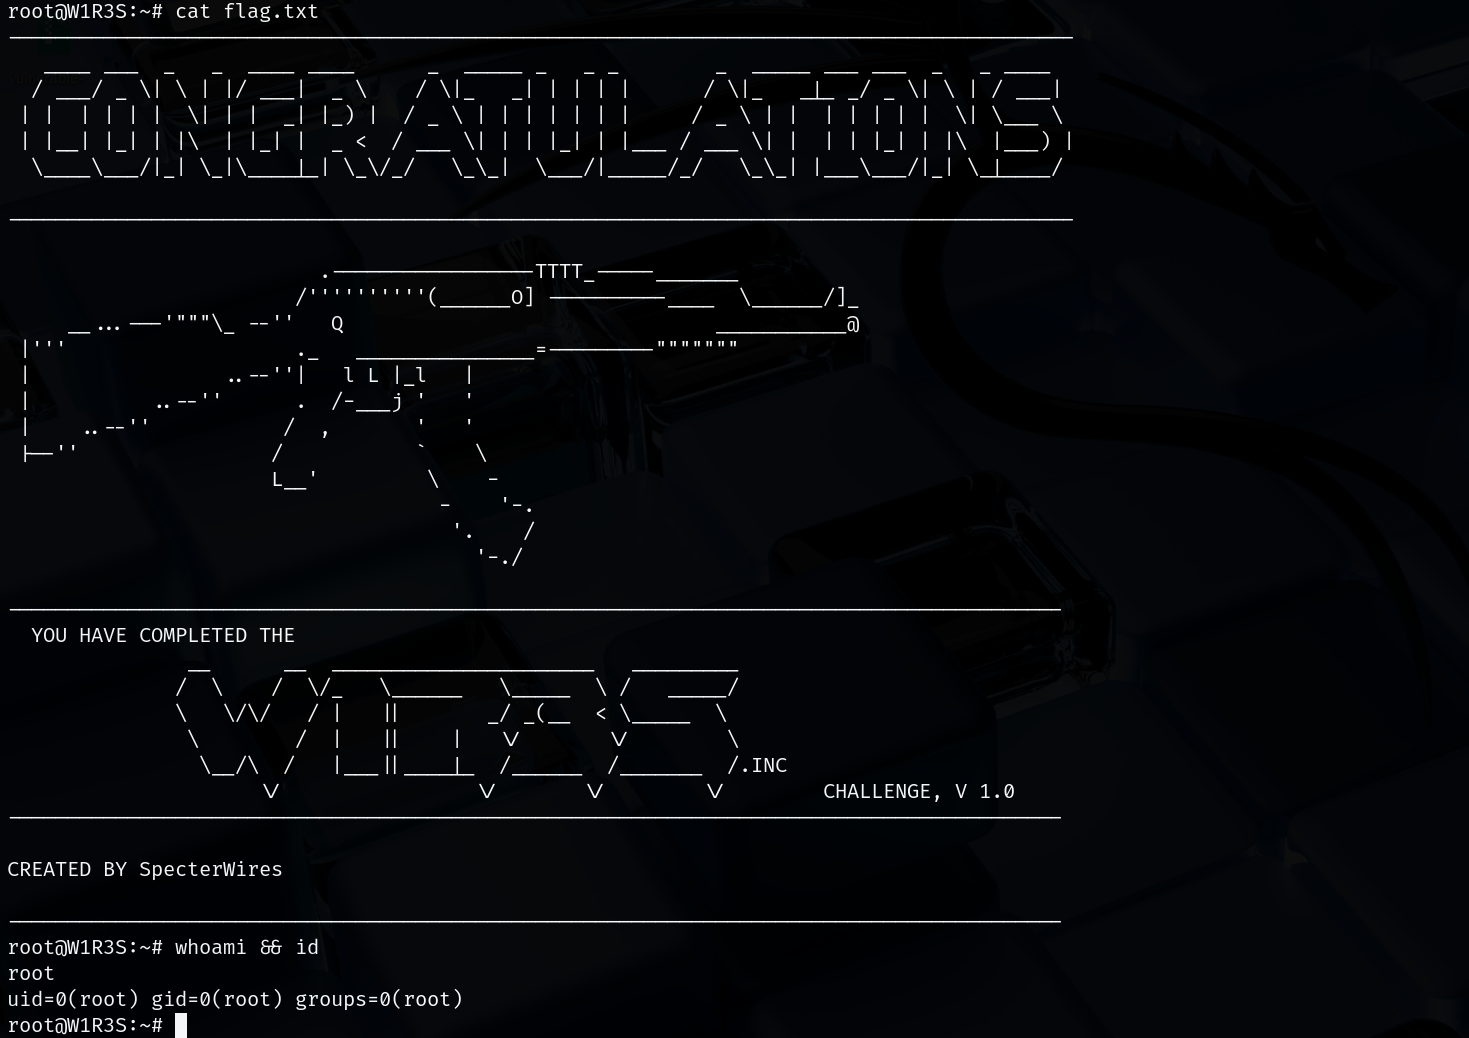 root@W1R3S:~# cat flag.txt
CONGRATULATIONS
YOU HAVE COMPLETED THE
W1R3S.INC
CHALLENGE, V 1.0
CREATED BY SpecterWires
root@W1R3S:~# whoami && id
root
uid=0(root) gid=0(root) groups=0(root)
root@W1R3S:~#